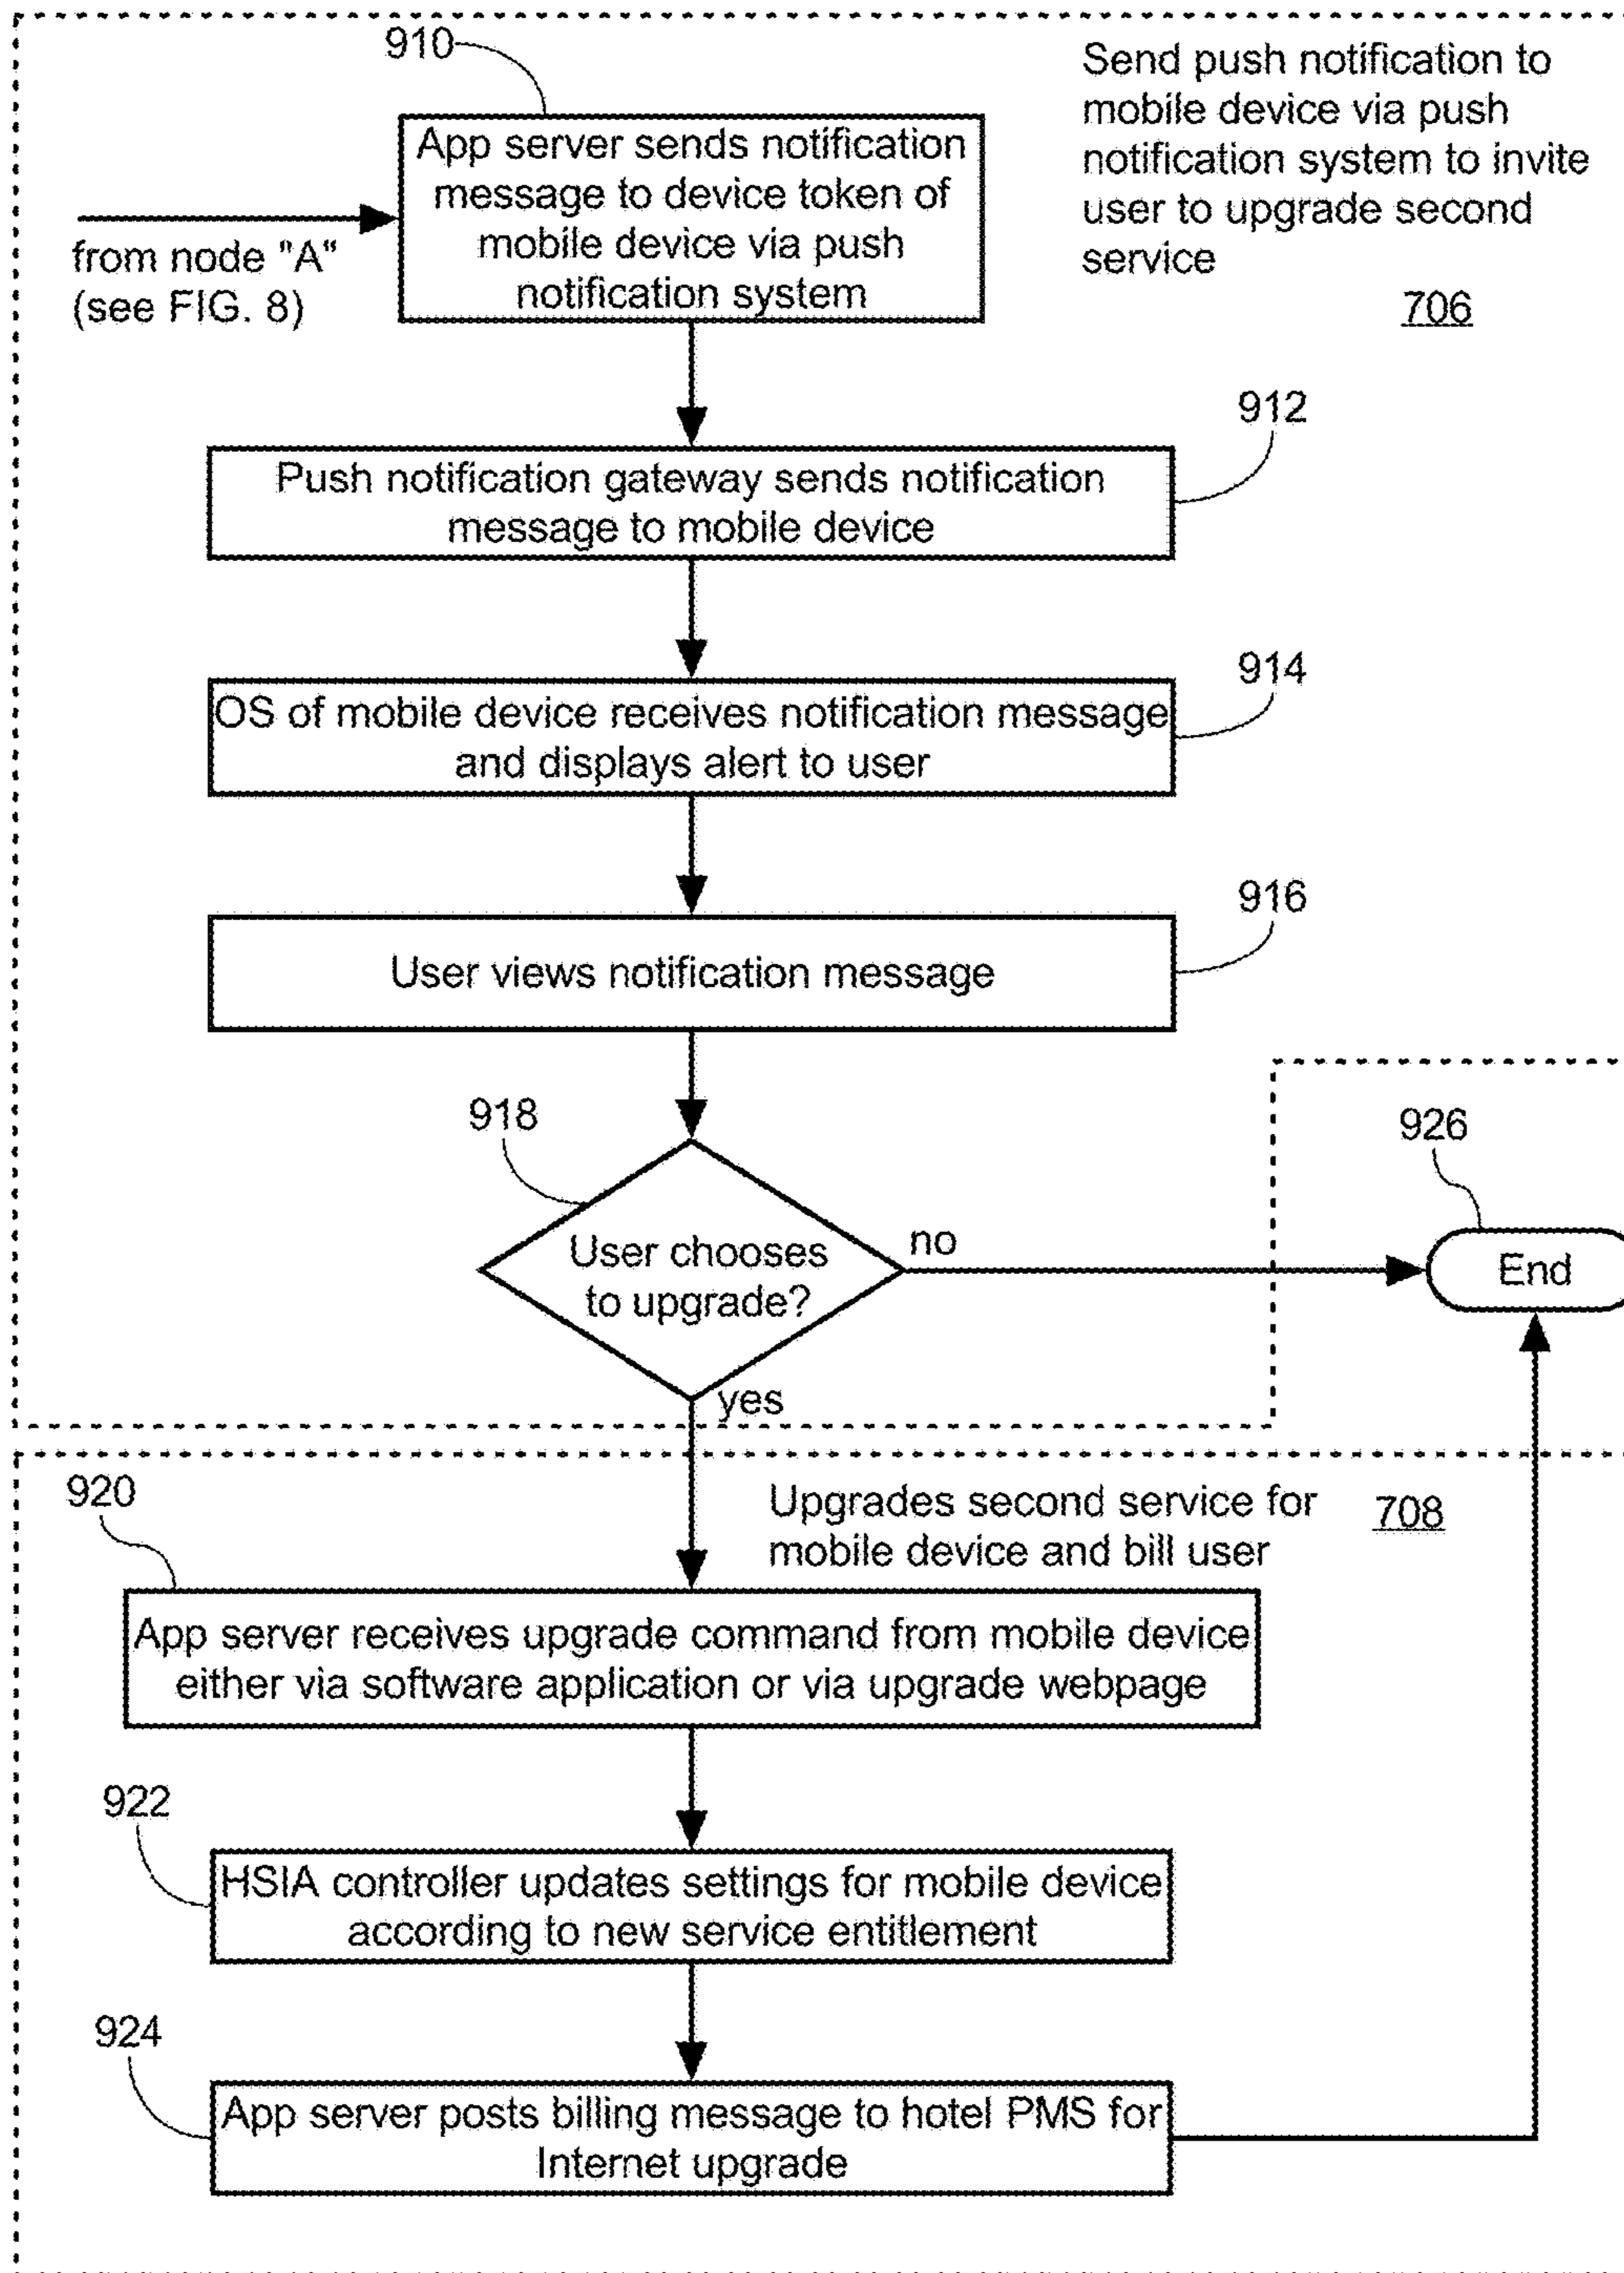 910
Send push notification to
mobile device via push
notification system to invite
user to upgrade second
service
706
App server sends notification
message to device token of
mobile device via push
notification system
from node "A"
(see FIG. 8)
912
Push notification gateway sends notification
message to mobile device
914
OS of mobile device receives notification message
and displays alert to user
916
User views notification message
918
User chooses
to upgrade?
no
yes
926
End
920
Upgrades second service for
mobile device and bill user
708
App server receives upgrade command from mobile device
either via software application or via upgrade webpage
922
HSIA controller updates settings for mobile device
according to new service entitlement
924
App server posts billing message to hotel PMS for
Internet upgrade